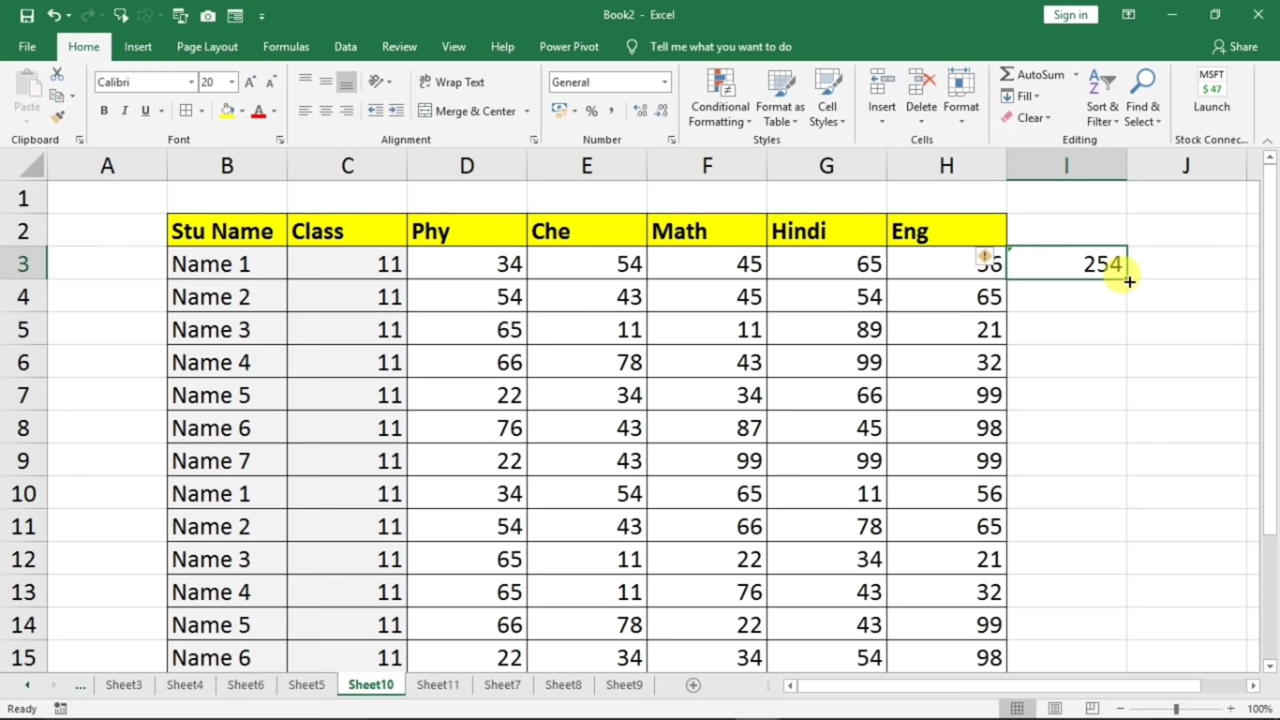 Book2 - Excel
Sign in
File Home Insert Page Layout Formulas Data Review View Help Power Pivot Tell me what you want to do Share
Paste Calibri 20 A A Wrap Text General Conditional Formatting Format as Table Cell Styles Insert Delete Format AutoSum Fill Clear Sort & Filter Find & Select MSFT $ 47 Launch
B I U A Merge & Center %
Clipboard Font Alignment Number Styles Cells Editing Stock Connec...
A B C D E F G H I J
1
2 Stu Name Class Phy Che Math Hindi Eng
3 Name 1 11 34 54 45 65 254
4 Name 2 11 54 43 45 54 65
5 Name 3 11 65 11 11 89 21
6 Name 4 11 66 78 43 99 32
7 Name 5 11 22 34 34 66 99
8 Name 6 11 76 43 87 45 98
9 Name 7 11 22 43 99 99 99
10 Name 1 11 34 54 65 11 56
11 Name 2 11 54 43 66 78 65
12 Name 3 11 65 11 22 34 21
13 Name 4 11 65 11 76 43 32
14 Name 5 11 66 78 22 43 99
15 Name 6 11 22 34 34 54 98
... Sheet3 Sheet4 Sheet6 Sheet5 Sheet10 Sheet11 Sheet7 Sheet8 Sheet9
Ready 100%